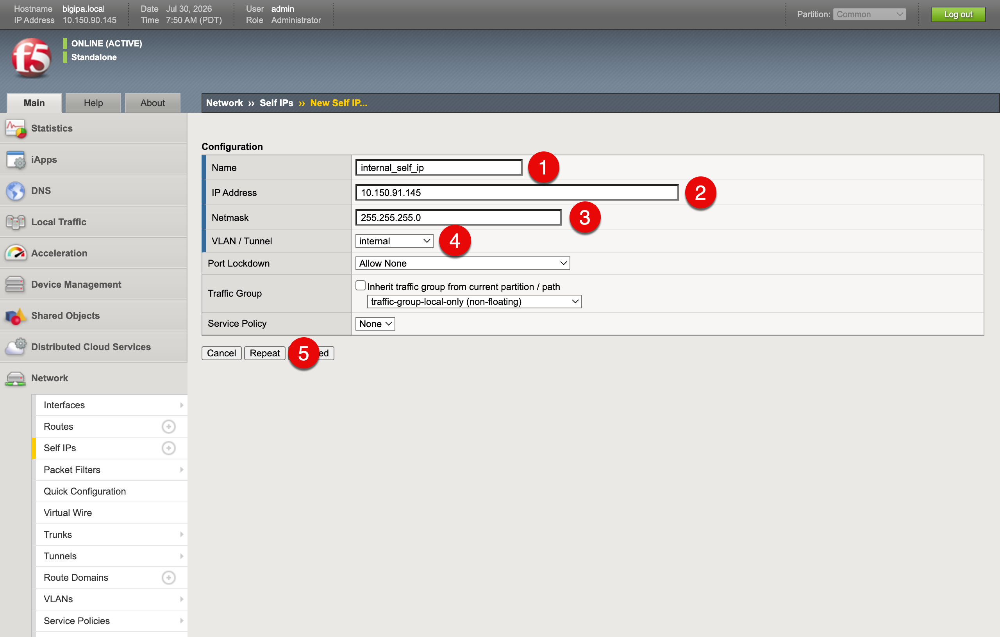 Hostname bigipa.local Date Jul 30, 2026 User admin
IP Address 10.150.90.145 Time 7:50 AM (PDT) Role Administrator
Partition: Common Log out
f5
ONLINE (ACTIVE)
Standalone
Main Help About
Network ›› Self IPs ›› New Self IP...
Statistics
iApps
DNS
Local Traffic
Acceleration
Device Management
Shared Objects
Distributed Cloud Services
Network
Interfaces
Routes
Self IPs
Packet Filters
Quick Configuration
Virtual Wire
Trunks
Tunnels
Route Domains
VLANs
Service Policies
Configuration
Name internal_self_ip 1
IP Address 10.150.91.145 2
Netmask 255.255.255.0 3
VLAN / Tunnel internal 4
Port Lockdown Allow None
Traffic Group Inherit traffic group from current partition / path
traffic-group-local-only (non-floating)
Service Policy None
Cancel Repeat 5 ed